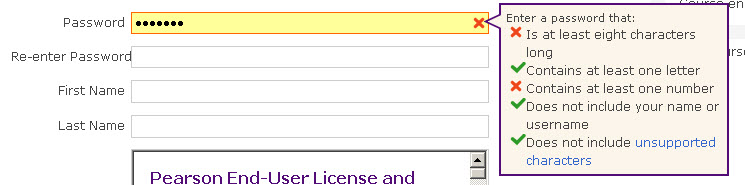 Course en
Password •••••••
Enter a password that:
Is at least eight characters
long
Re-enter Password
Contains at least one letter
First Name
Contains at least one number
Does not include your name or
username
Last Name
Does not include unsupported
characters
Pearson End-User License and